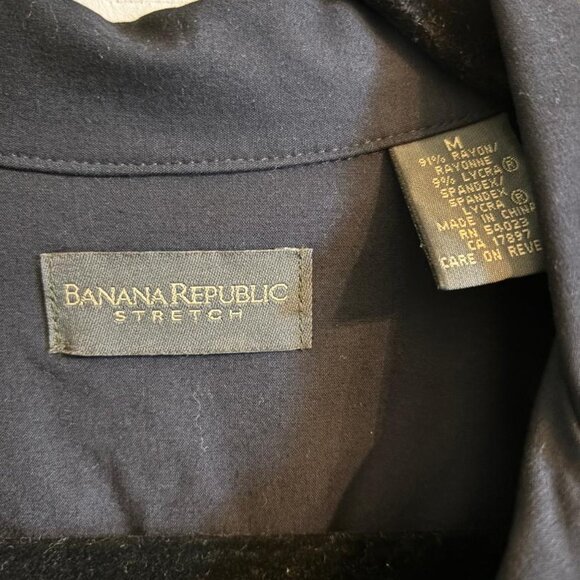 BANANA REPUBLIC
STRETCH
M
91% RAYON/
RAYONNE
9% LYCRA®
SPANDEX/
SPANDEX
LYCRA ®
MADE IN CHINA
RN 54023
CA 17897
CARE ON REVE